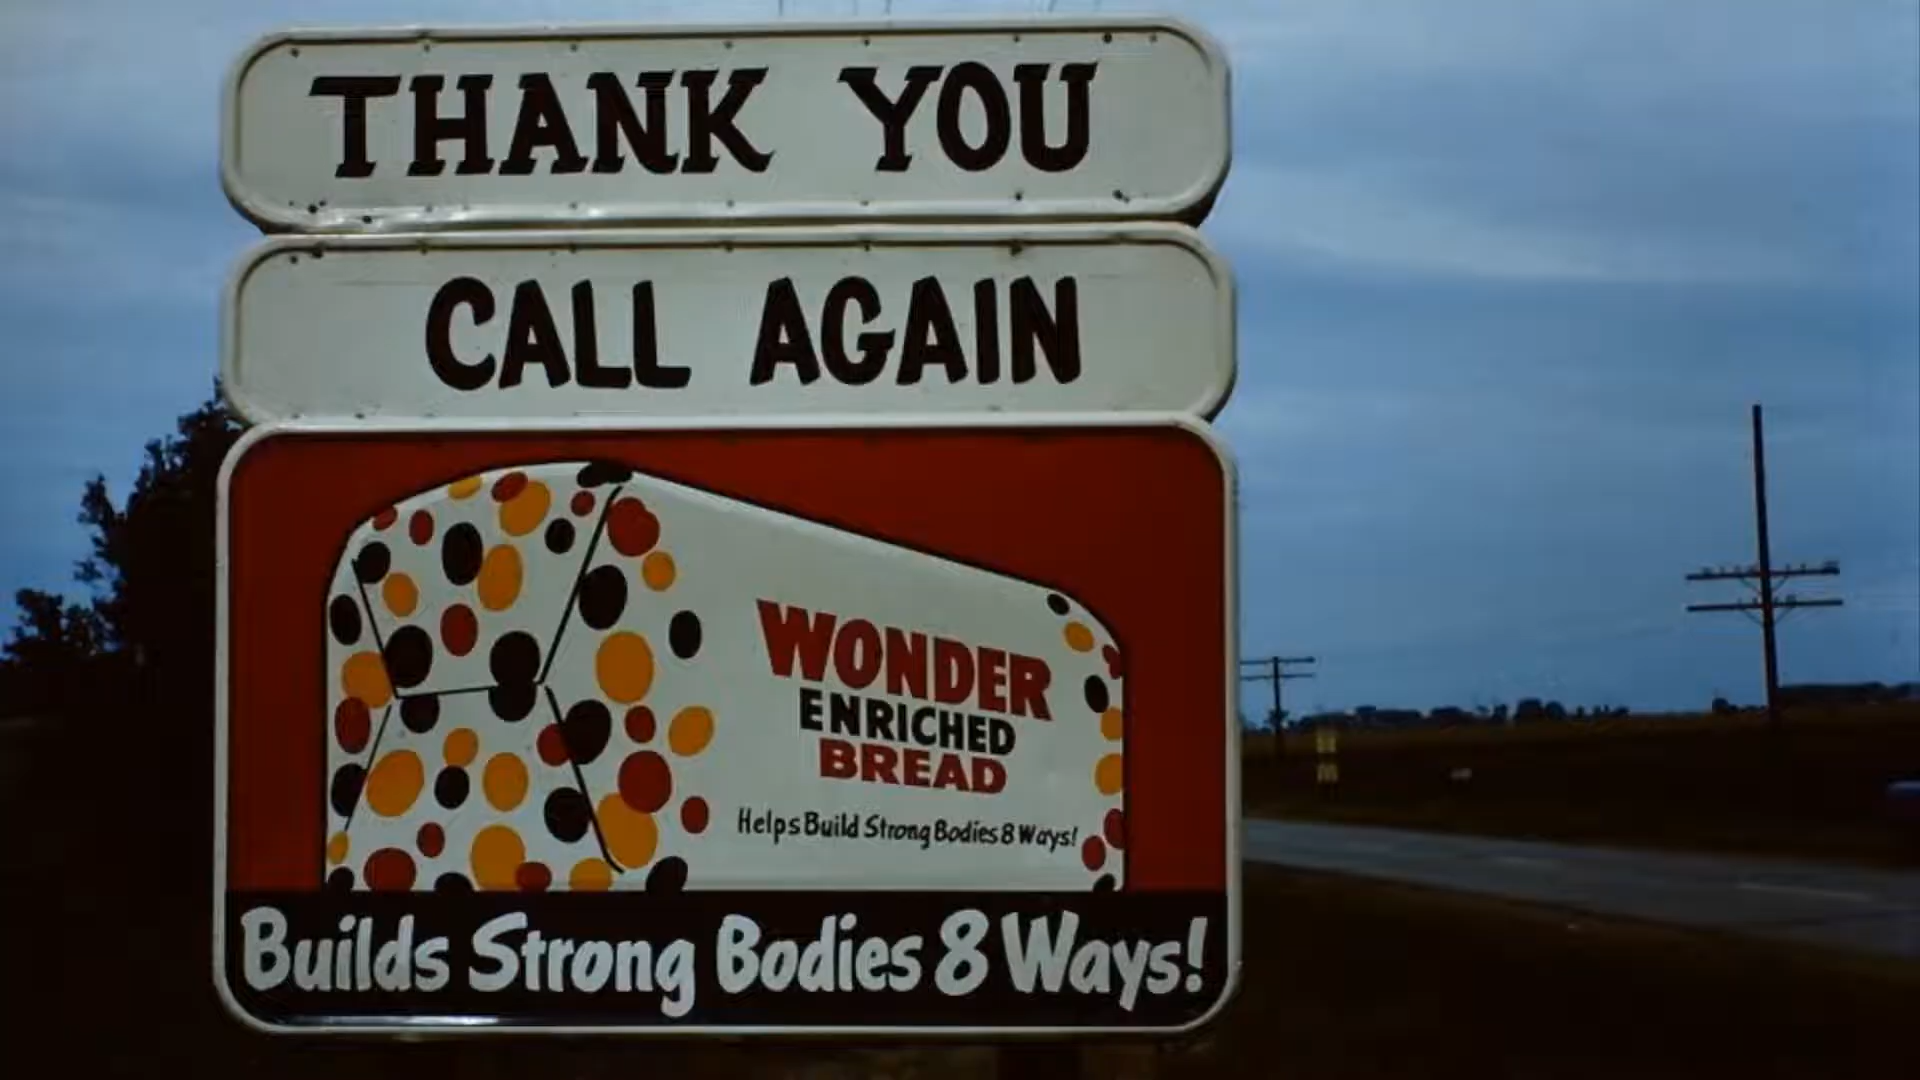 THANK YOU
CALL AGAIN
WONDER
ENRICHED
BREAD
Helps Build Strong Bodies 8 Ways!
Builds Strong Bodies 8 Ways!